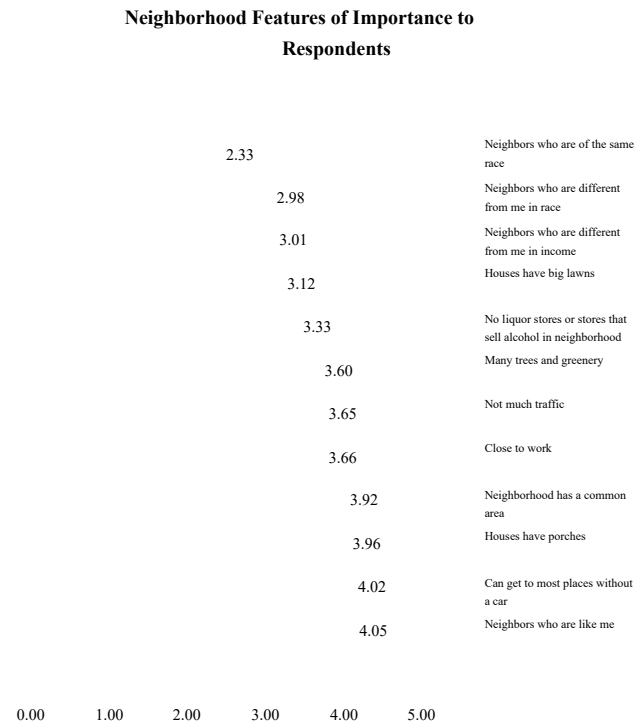 Neighborhood Features of Importance to
Respondents
2.33
Neighbors who are of the same
race
2.98
Neighbors who are different
from me in race
3.01
Neighbors who are different
from me in income
3.12
Houses have big lawns
3.33
No liquor stores or stores that
sell alcohol in neighborhood
3.60
Many trees and greenery
3.65
Not much traffic
3.66
Close to work
3.92
Neighborhood has a common
area
3.96
Houses have porches
4.02
Can get to most places without
a car
4.05
Neighbors who are like me
0.00 1.00 2.00 3.00 4.00 5.00